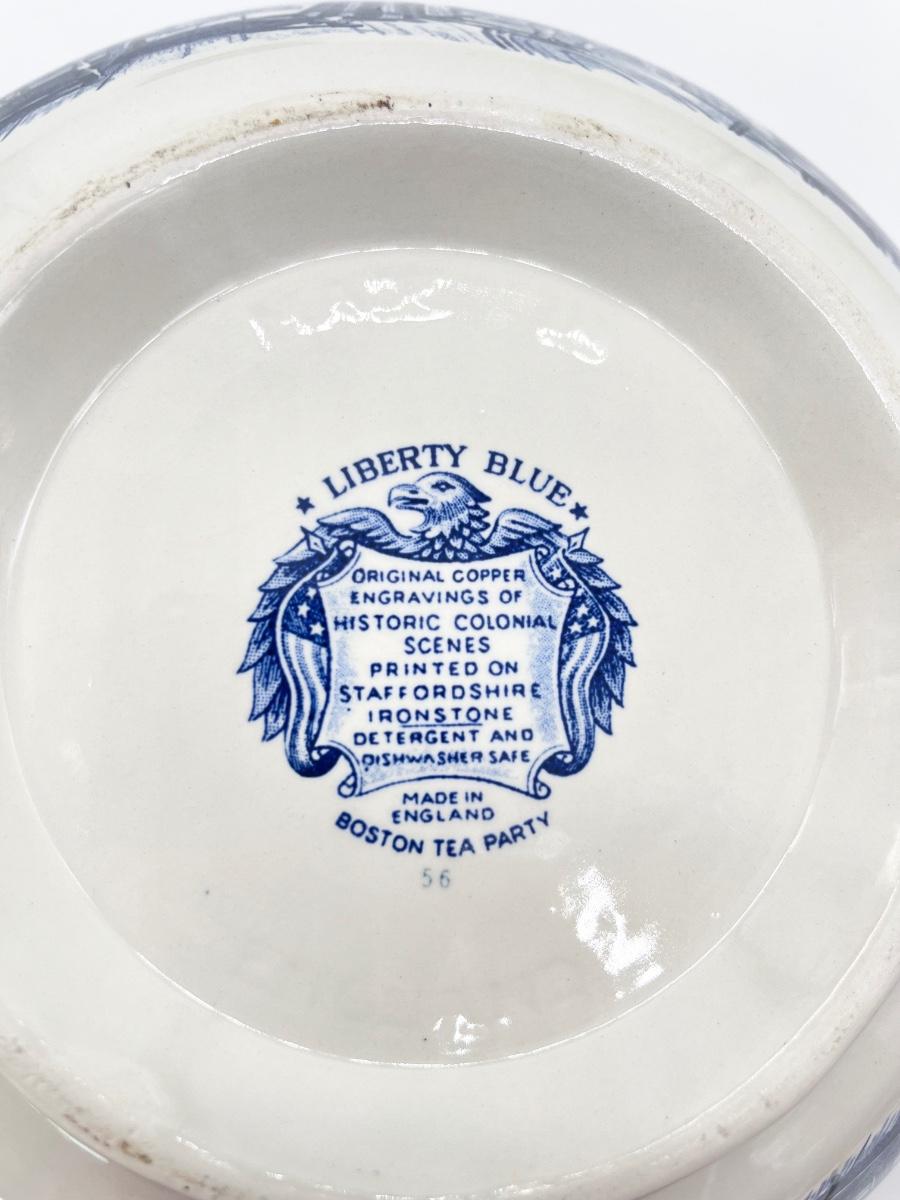 LIBERTY BLUE
ORIGINAL COPPER
ENGRAVINGS OF
HISTORIC COLONIAL
SCENES
PRINTED ON
STAFFORDSHIRE
IRONSTONE
DETERGENT AND
DISHWASHER SAFE
MADE IN
ENGLAND
BOSTON TEA PARTY
56